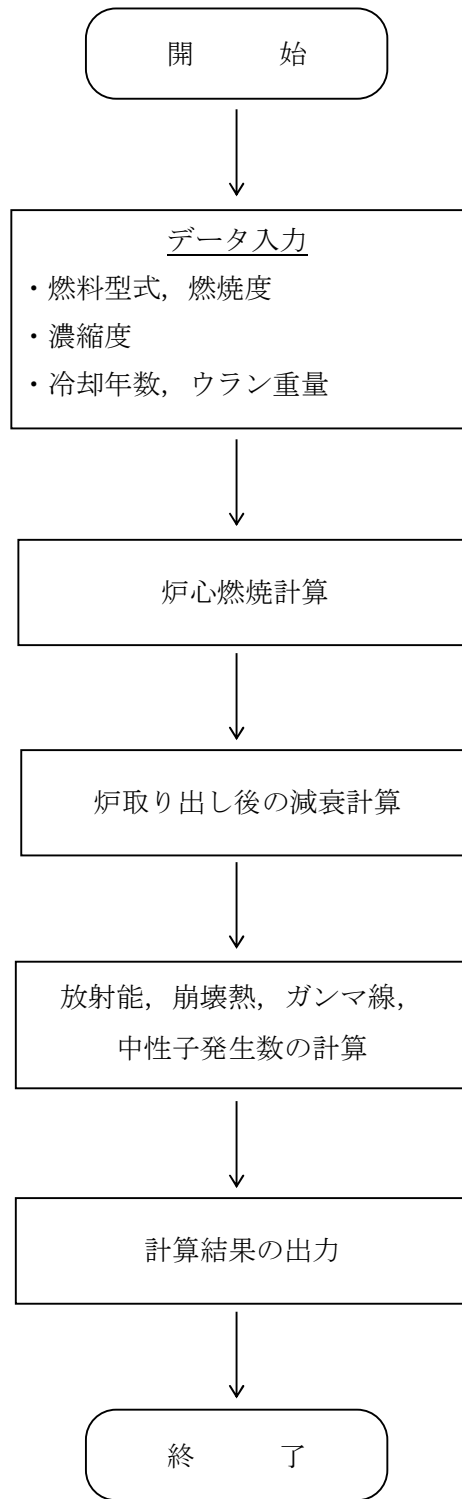 開　　始
データ入力
・燃料型式，燃焼度
・濃縮度
・冷却年数，ウラン重量
炉心燃焼計算
炉取り出し後の減衰計算
放射能，崩壊熱，ガンマ線，
中性子発生数の計算
計算結果の出力
終　　了